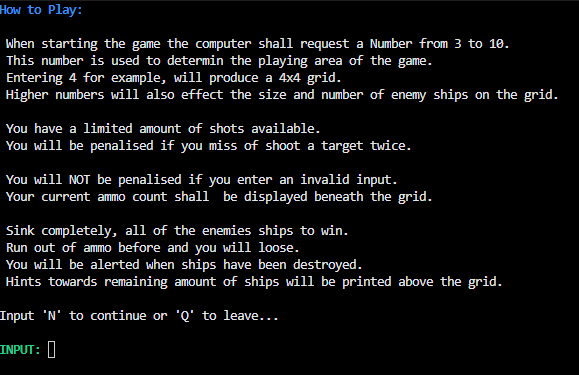 How to Play:
When starting the game the computer shall request a Number from 3 to 10.
This number is used to determin the playing area of the game.
Entering 4 for example, will produce a 4x4 grid.
Higher numbers will also effect the size and number of enemy ships on the grid.
You have a limited amount of shots available.
You will be penalised if you miss of shoot a target twice.
You will NOT be penalised if you enter an invalid input.
Your current ammo count shall  be displayed beneath the grid.
Sink completely, all of the enemies ships to win.
Run out of ammo before and you will loose.
You will be alerted when ships have been destroyed.
Hints towards remaining amount of ships will be printed above the grid.
Input 'N' to continue or 'Q' to leave...
INPUT: